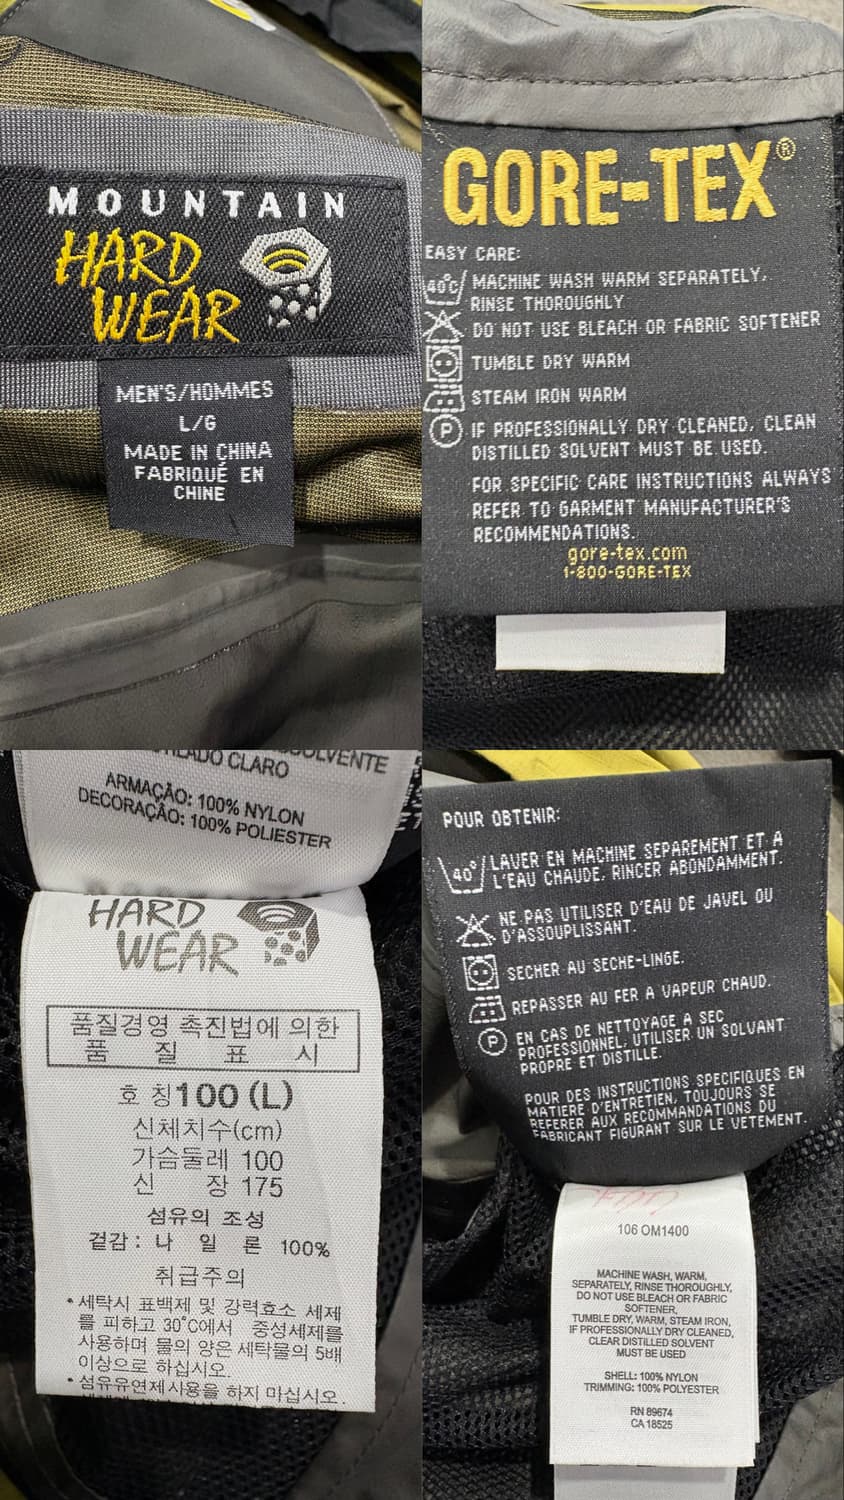 MOUNTAIN
HARD
WEAR
MEN'S/HOMMES
L/G
MADE IN CHINA
FABRIQUÉ EN
CHINE
GORE-TEX®
EASY CARE:
40°C MACHINE WASH WARM SEPARATELY,
RINSE THOROUGHLY
DO NOT USE BLEACH OR FABRIC SOFTENER
TUMBLE DRY WARM
STEAM IRON WARM
P IF PROFESSIONALLY DRY CLEANED, CLEAN
DISTILLED SOLVENT MUST BE USED.
FOR SPECIFIC CARE INSTRUCTIONS ALWAYS
REFER TO GARMENT MANUFACTURER'S
RECOMMENDATIONS.
gore-tex.com
1-800-GORE-TEX
CLARO
ARMAÇÃO: 100% NYLON
DECORAÇÃO: 100% POLIESTER
HARD
WEAR
품질경영 촉진법에 의한
품 질 표 시
호 칭 100 (L)
신체치수(cm)
가슴둘레 100
신 장 175
섬유의 조성
겉감 : 나 일 론 100%
취급주의
• 세탁시 표백제 및 강력효소 세제
를 피하고 30℃에서 중성세제를
사용하며 물의 양은 세탁물의 5배
이상으로 하십시오.
• 섬유유연제사용을 하지 마십시오.
POUR OBTENIR:
40° LAVER EN MACHINE SEPAREMENT ET A
L'EAU CHAUDE. RINCER ABONDAMMENT.
NE PAS UTILISER D'EAU DE JAVEL OU
D'ASSOUPLISSANT.
SECHER AU SECHE-LINGE.
REPASSER AU FER A VAPEUR CHAUD.
P EN CAS DE NETTOYAGE A SEC
PROFESSIONNEL, UTILISER UN SOLVANT
PROPRE ET DISTILLE.
POUR DES INSTRUCTIONS SPECIFIQUES EN
MATIERE D'ENTRETIEN, TOUJOURS SE
REFERER AUX RECOMMANDATIONS DU
FABRICANT FIGURANT SUR LE VETEMENT.
106 OM1400
MACHINE WASH, WARM,
SEPARATELY, RINSE THOROUGHLY,
DO NOT USE BLEACH OR FABRIC
SOFTENER,
TUMBLE DRY, WARM, STEAM IRON,
IF PROFESSIONALLY DRY CLEANED,
CLEAR DISTILLED SOLVENT
MUST BE USED
SHELL: 100% NYLON
TRIMMING: 100% POLYESTER
RN 89674
CA 18525